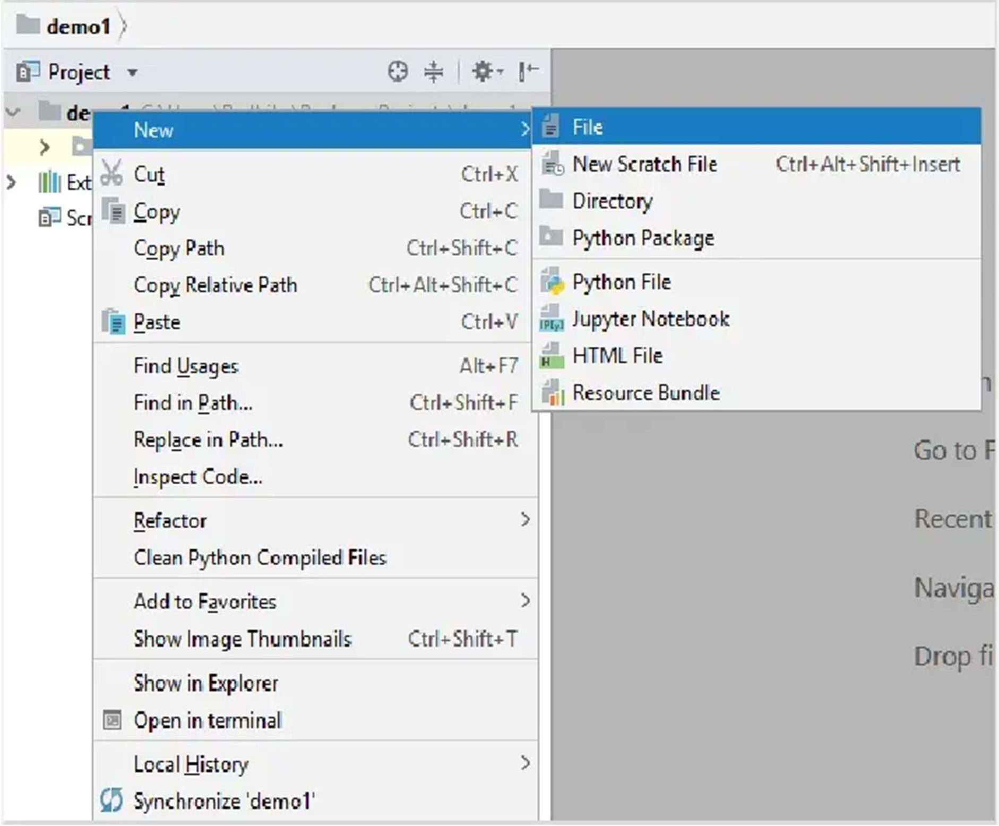 demo1
Project
de
New
Cut Ctrl+X
Copy Ctrl+C
Copy Path Ctrl+Shift+C
Copy Relative Path Ctrl+Alt+Shift+C
Paste Ctrl+V
Find Usages Alt+F7
Find in Path... Ctrl+Shift+F
Replace in Path... Ctrl+Shift+R
Inspect Code...
Refactor
Clean Python Compiled Files
Add to Favorites
Show Image Thumbnails Ctrl+Shift+T
Show in Explorer
Open in terminal
Local History
Synchronize 'demo1'
Ext
Scr
File
New Scratch File Ctrl+Alt+Shift+Insert
Directory
Python Package
Python File
Jupyter Notebook
HTML File
Resource Bundle
Go to F
Recent
Naviga
Drop fi